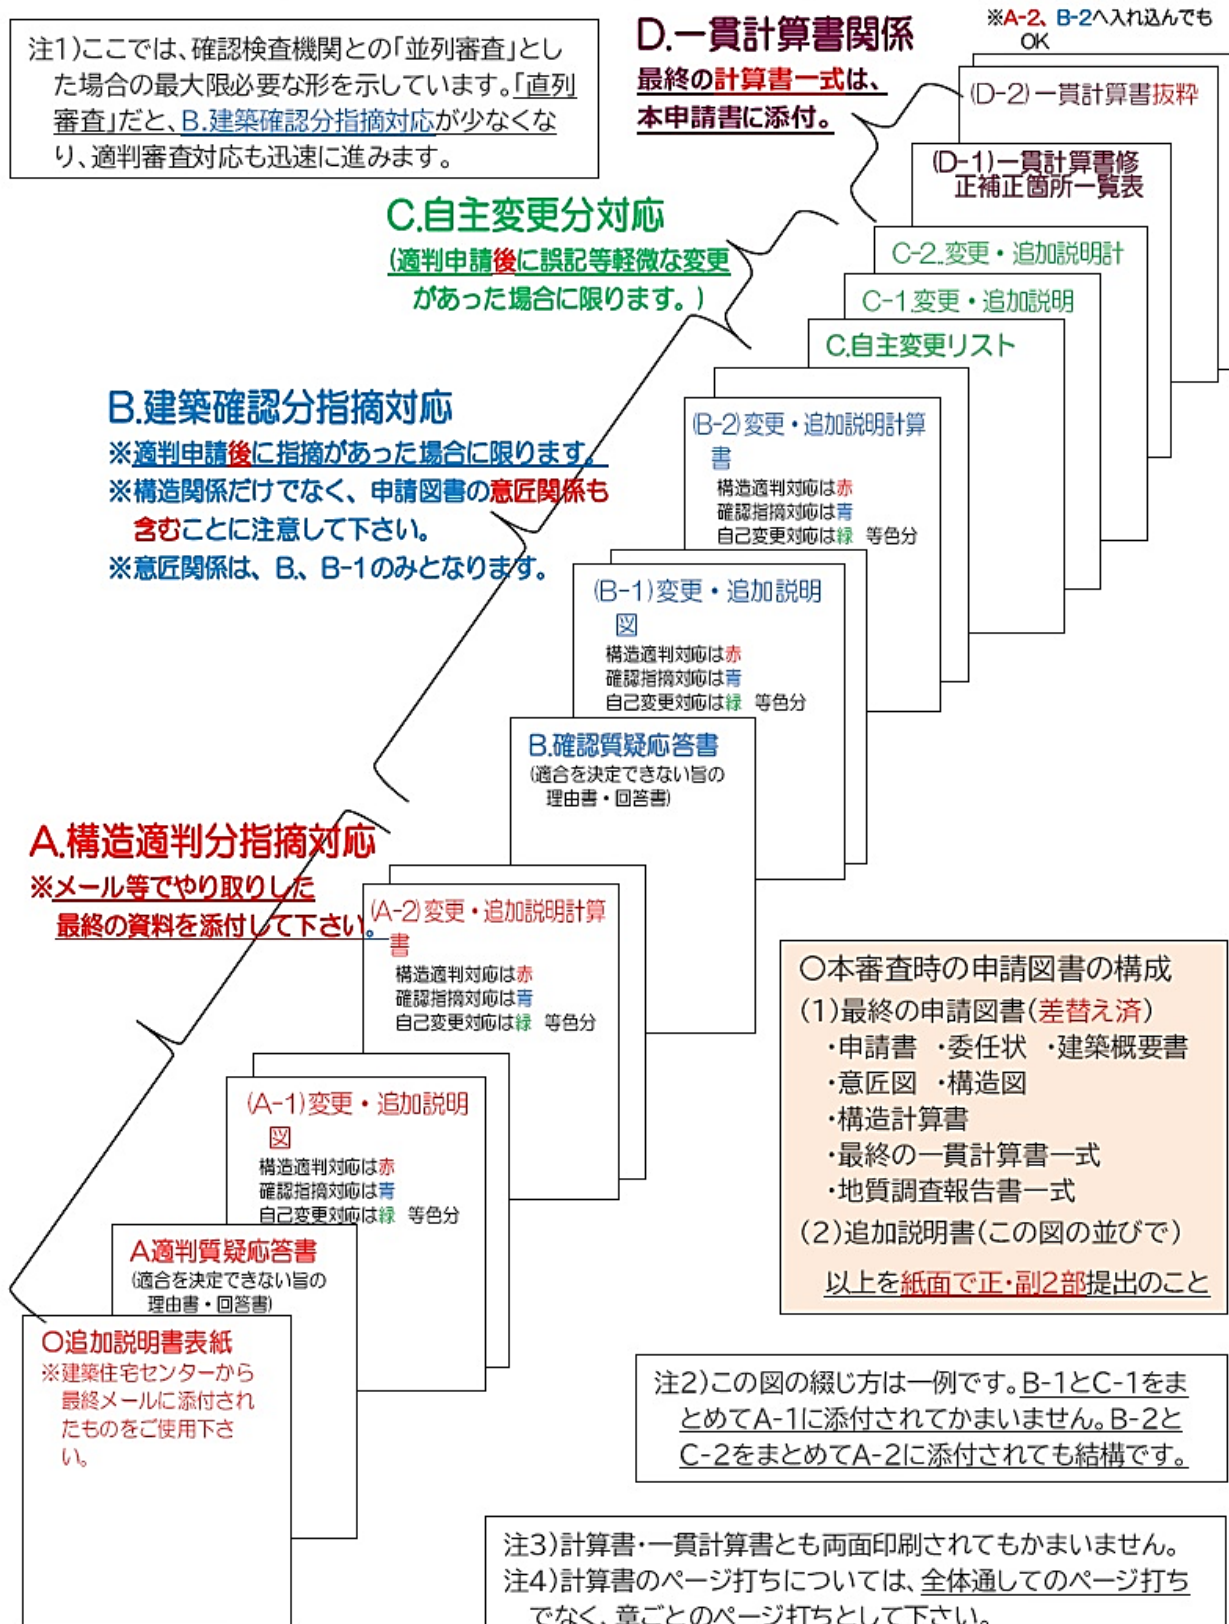 注1)ここでは、確認検査機関との「並列審査」とし
た場合の最大限必要な形を示しています。「直列
審査」だと、B.建築確認分指摘対応が少なくな
り、適判審査対応も迅速に進みます。
D.一貫計算書関係
最終の計算書一式は、
本申請書に添付。
※A-2、B-2へ入れ込んでも
OK
(D-2)一貫計算書抜粋
(D-1)一貫計算書修
正補正箇所一覧表
C.自主変更分対応
(適判申請後に誤記等軽微な変更
があった場合に限ります。)
C-2.変更・追加説明計
C-1.変更・追加説明
C.自主変更リスト
B.建築確認分指摘対応
※適判申請後に指摘があった場合に限ります。
※構造関係だけでなく、申請図書の意匠関係も
含むことに注意して下さい。
※意匠関係は、B、B-1のみとなります。
(B-2)変更・追加説明計算
書
構造適判対応は赤
確認指摘対応は青
自己変更対応は緑 等色分
(B-1)変更・追加説明
図
構造適判対応は赤
確認指摘対応は青
自己変更対応は緑 等色分
B.確認質疑応答書
(適合を決定できない旨の
理由書・回答書)
A.構造適判分指摘対応
※メール等でやり取りした
最終の資料を添付して下さい。
(A-2)変更・追加説明計算
書
構造適判対応は赤
確認指摘対応は青
自己変更対応は緑 等色分
(A-1)変更・追加説明
図
構造適判対応は赤
確認指摘対応は青
自己変更対応は緑 等色分
A適判質疑応答書
(適合を決定できない旨の
理由書・回答書)
〇追加説明書表紙
※建築住宅センターから
最終メールに添付され
たものをご使用下さ
い。
〇本審査時の申請図書の構成
(1)最終の申請図書(差替え済)
・申請書 ・委任状 ・建築概要書
・意匠図 ・構造図
・構造計算書
・最終の一貫計算書一式
・地質調査報告書一式
(2)追加説明書(この図の並びで)
以上を紙面で正・副2部提出のこと
注2)この図の綴じ方は一例です。B-1とC-1をま
とめてA-1に添付されてかまいません。B-2と
C-2をまとめてA-2に添付されても結構です。
注3)計算書・一貫計算書とも両面印刷されてもかまいません。
注4)計算書のページ打ちについては、全体通してのページ打ち
でなく、章ごとのページ打ちとして下さい。